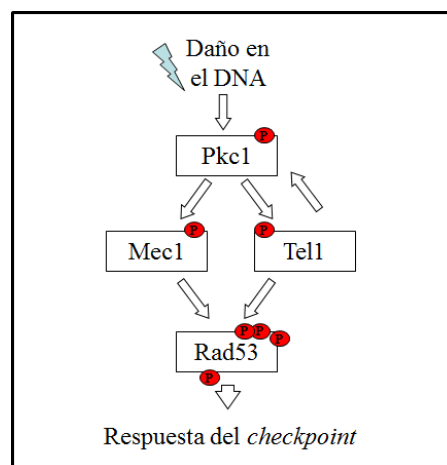 Daño en
el DNA
P
Pkc1
P
P
Mec1
Tel1
P P P
Rad53
P
Respuesta del checkpoint